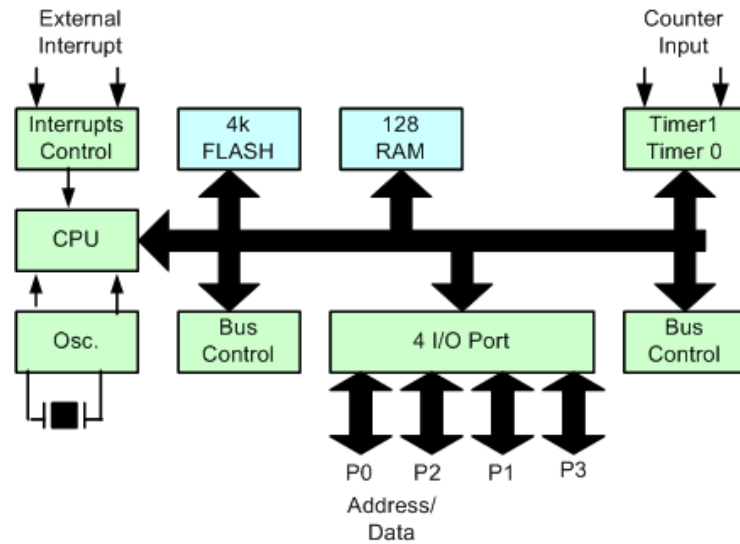 External
Interrupt
Counter
Input
Interrupts
Control
4k
FLASH
128
RAM
Timer1
Timer 0
CPU
Osc.
Bus
Control
4 I/O Port
Bus
Control
P0
P2
P1
P3
Address/
Data